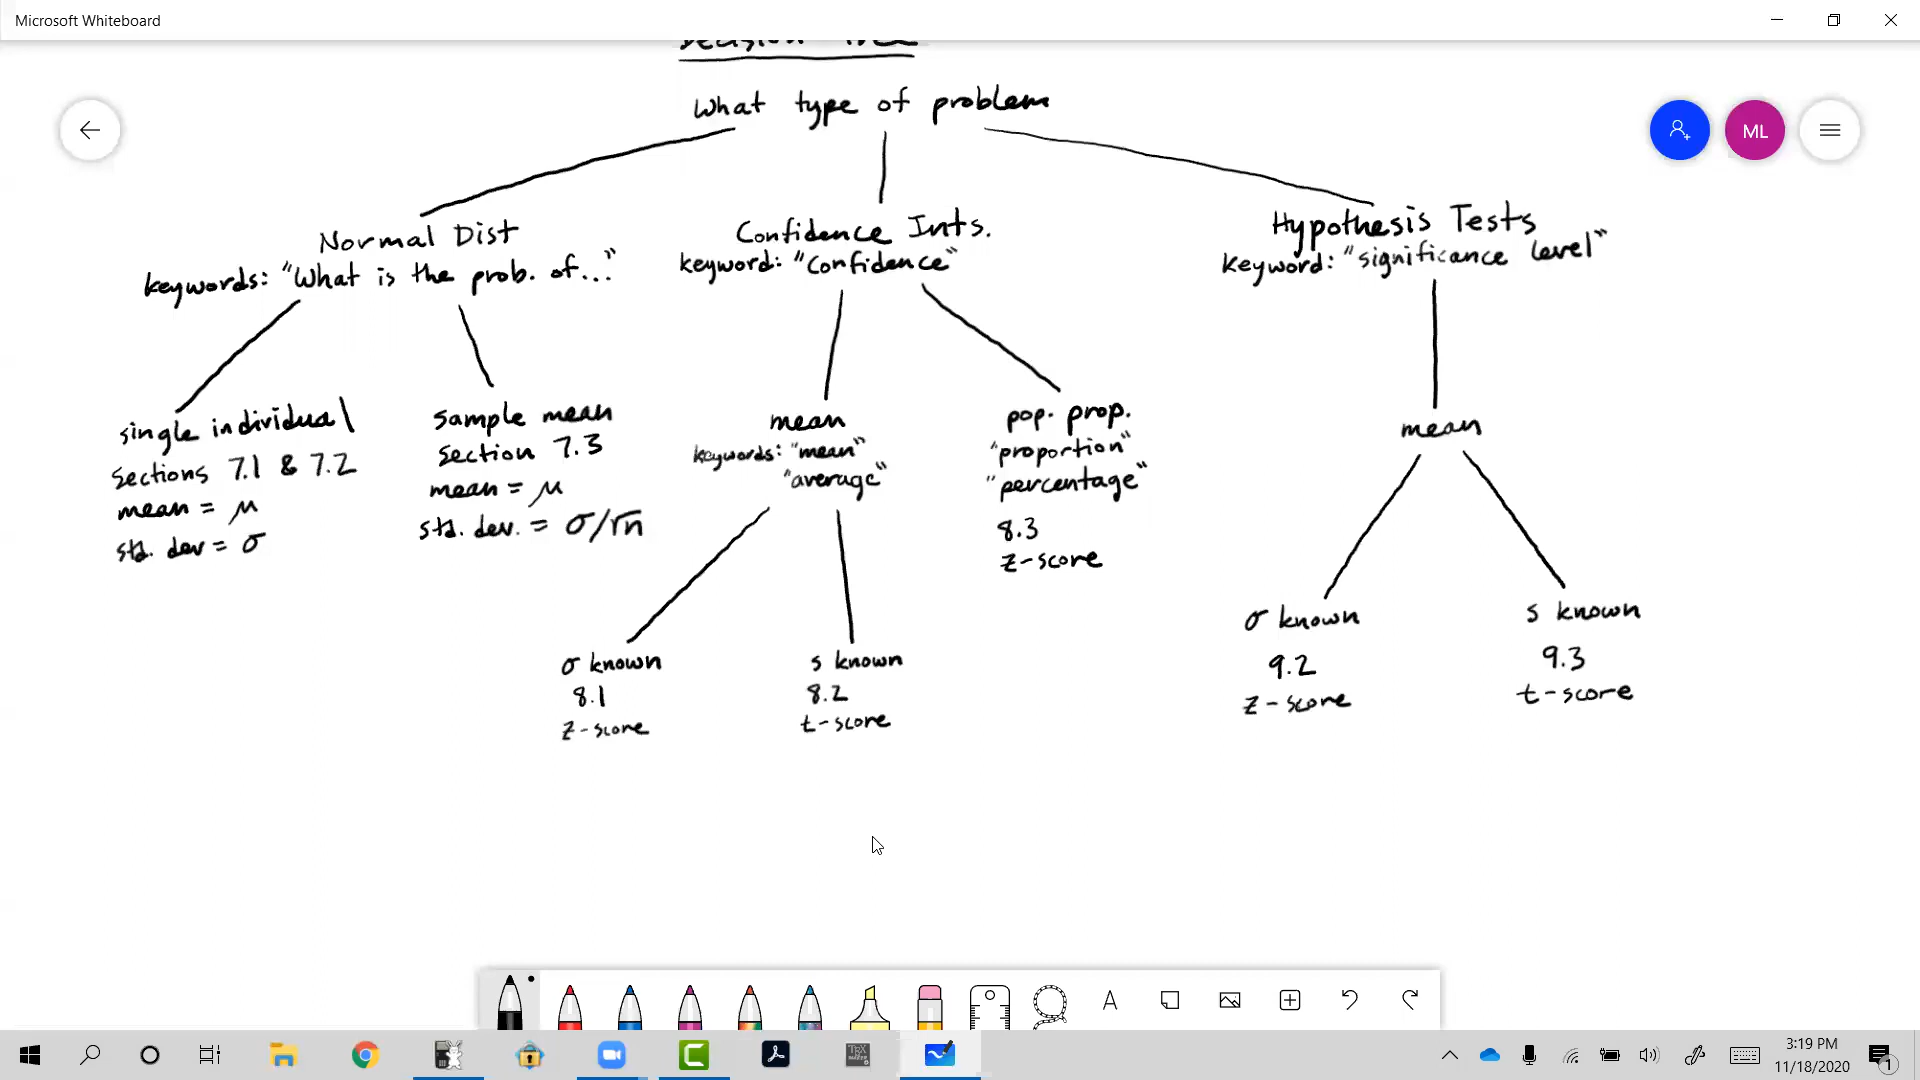 Microsoft Whiteboard
Decision Tree
What type of problem
ML
Normal Dist
keywords: "What is the prob. of..."
Confidence Ints.
keyword: "Confidence"
Hypothesis Tests
keyword: "significance level"
single individual
sections 7.1 & 7.2
mean = μ
std. dev = σ
sample mean
section 7.3
mean = μ
std. dev. = σ/√n
mean
keywords: "mean"
"average"
pop. prop.
"proportion"
"percentage"
8.3
z-score
mean
σ known
8.1
z-score
s known
8.2
t-score
σ known
9.2
z-score
s known
9.3
t-score
A
3:19 PM
11/18/2020
1